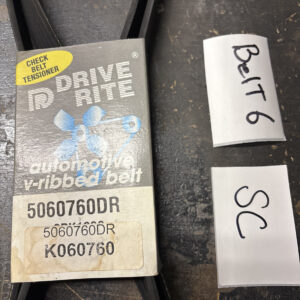 CHECK
BELT
TENSIONER
DRIVE
RITE
®
automotive
v-ribbed belt
5060760DR
5060760DR
K060760
Belt 6
SC